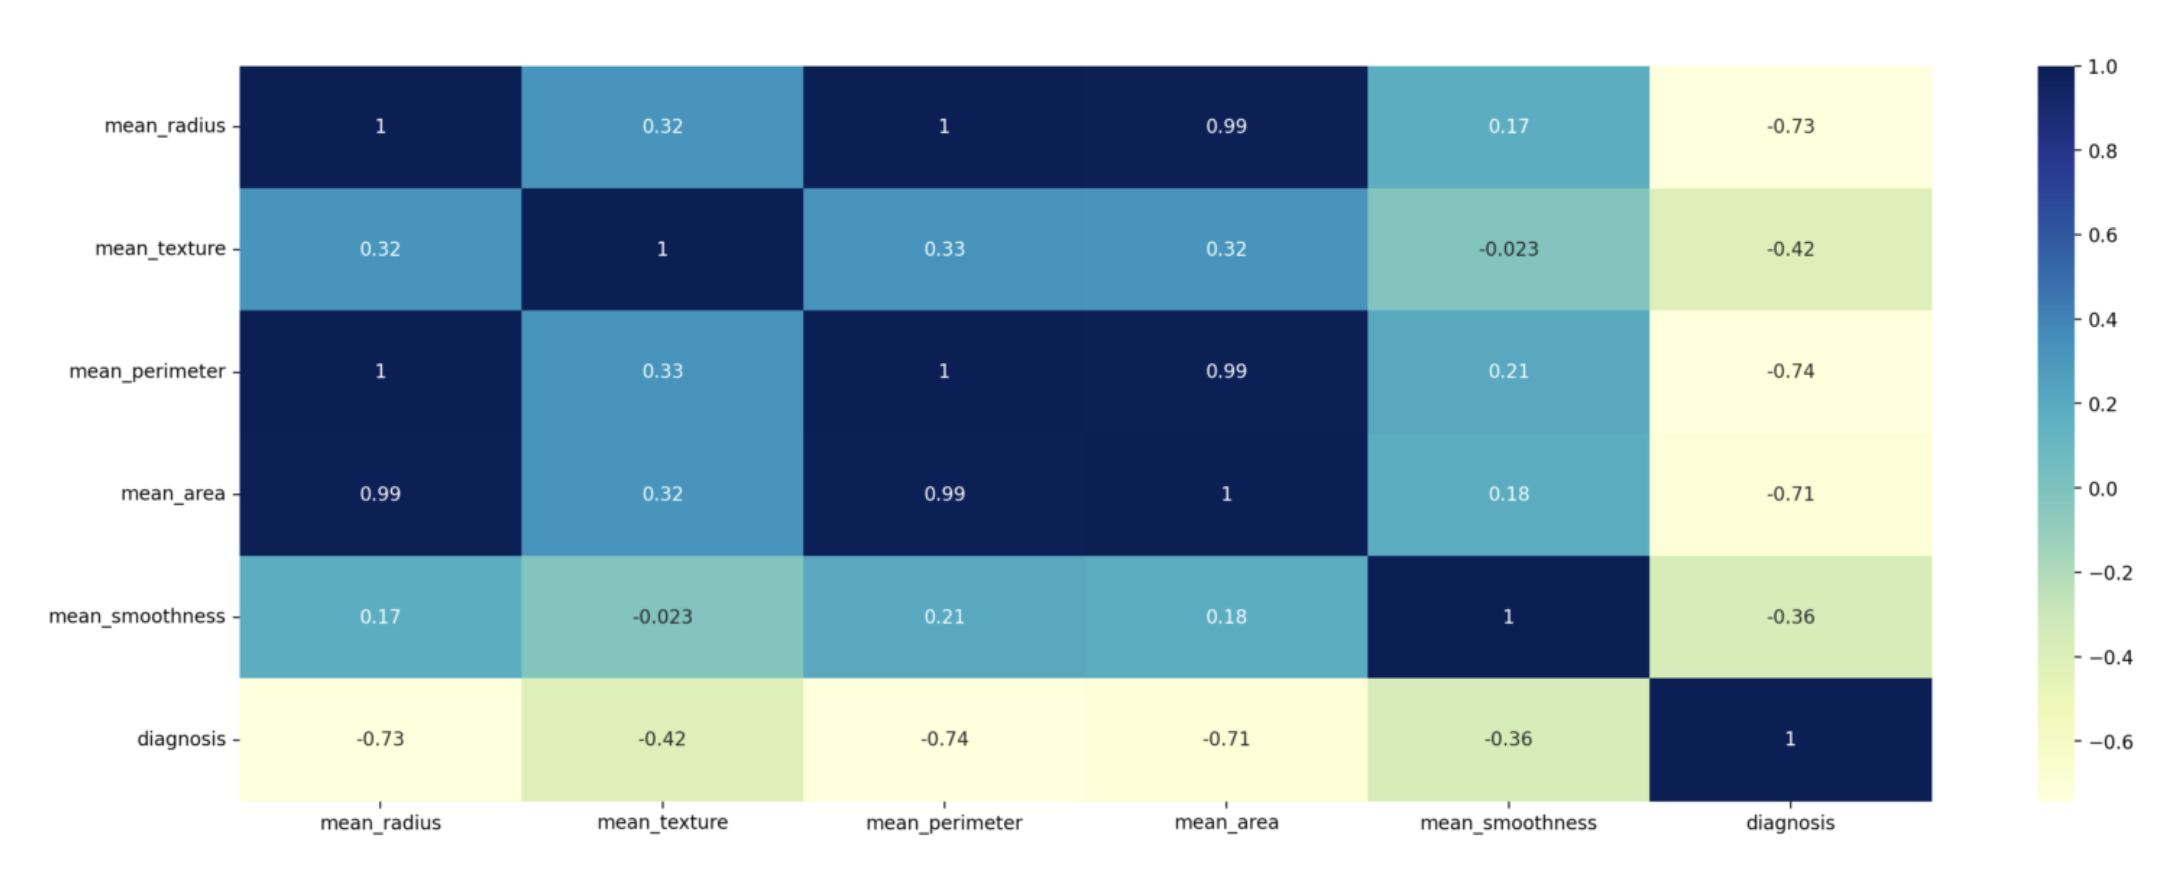 mean_radius 1 0.32 1 0.99 0.17 -0.73
mean_texture 0.32 1 0.33 0.32 -0.023 -0.42
mean_perimeter 1 0.33 1 0.99 0.21 -0.74
mean_area 0.99 0.32 0.99 1 0.18 -0.71
mean_smoothness 0.17 -0.023 0.21 0.18 1 -0.36
diagnosis -0.73 -0.42 -0.74 -0.71 -0.36 1
mean_radius mean_texture mean_perimeter mean_area mean_smoothness diagnosis
1.0
0.8
0.6
0.4
0.2
0.0
−0.2
−0.4
−0.6